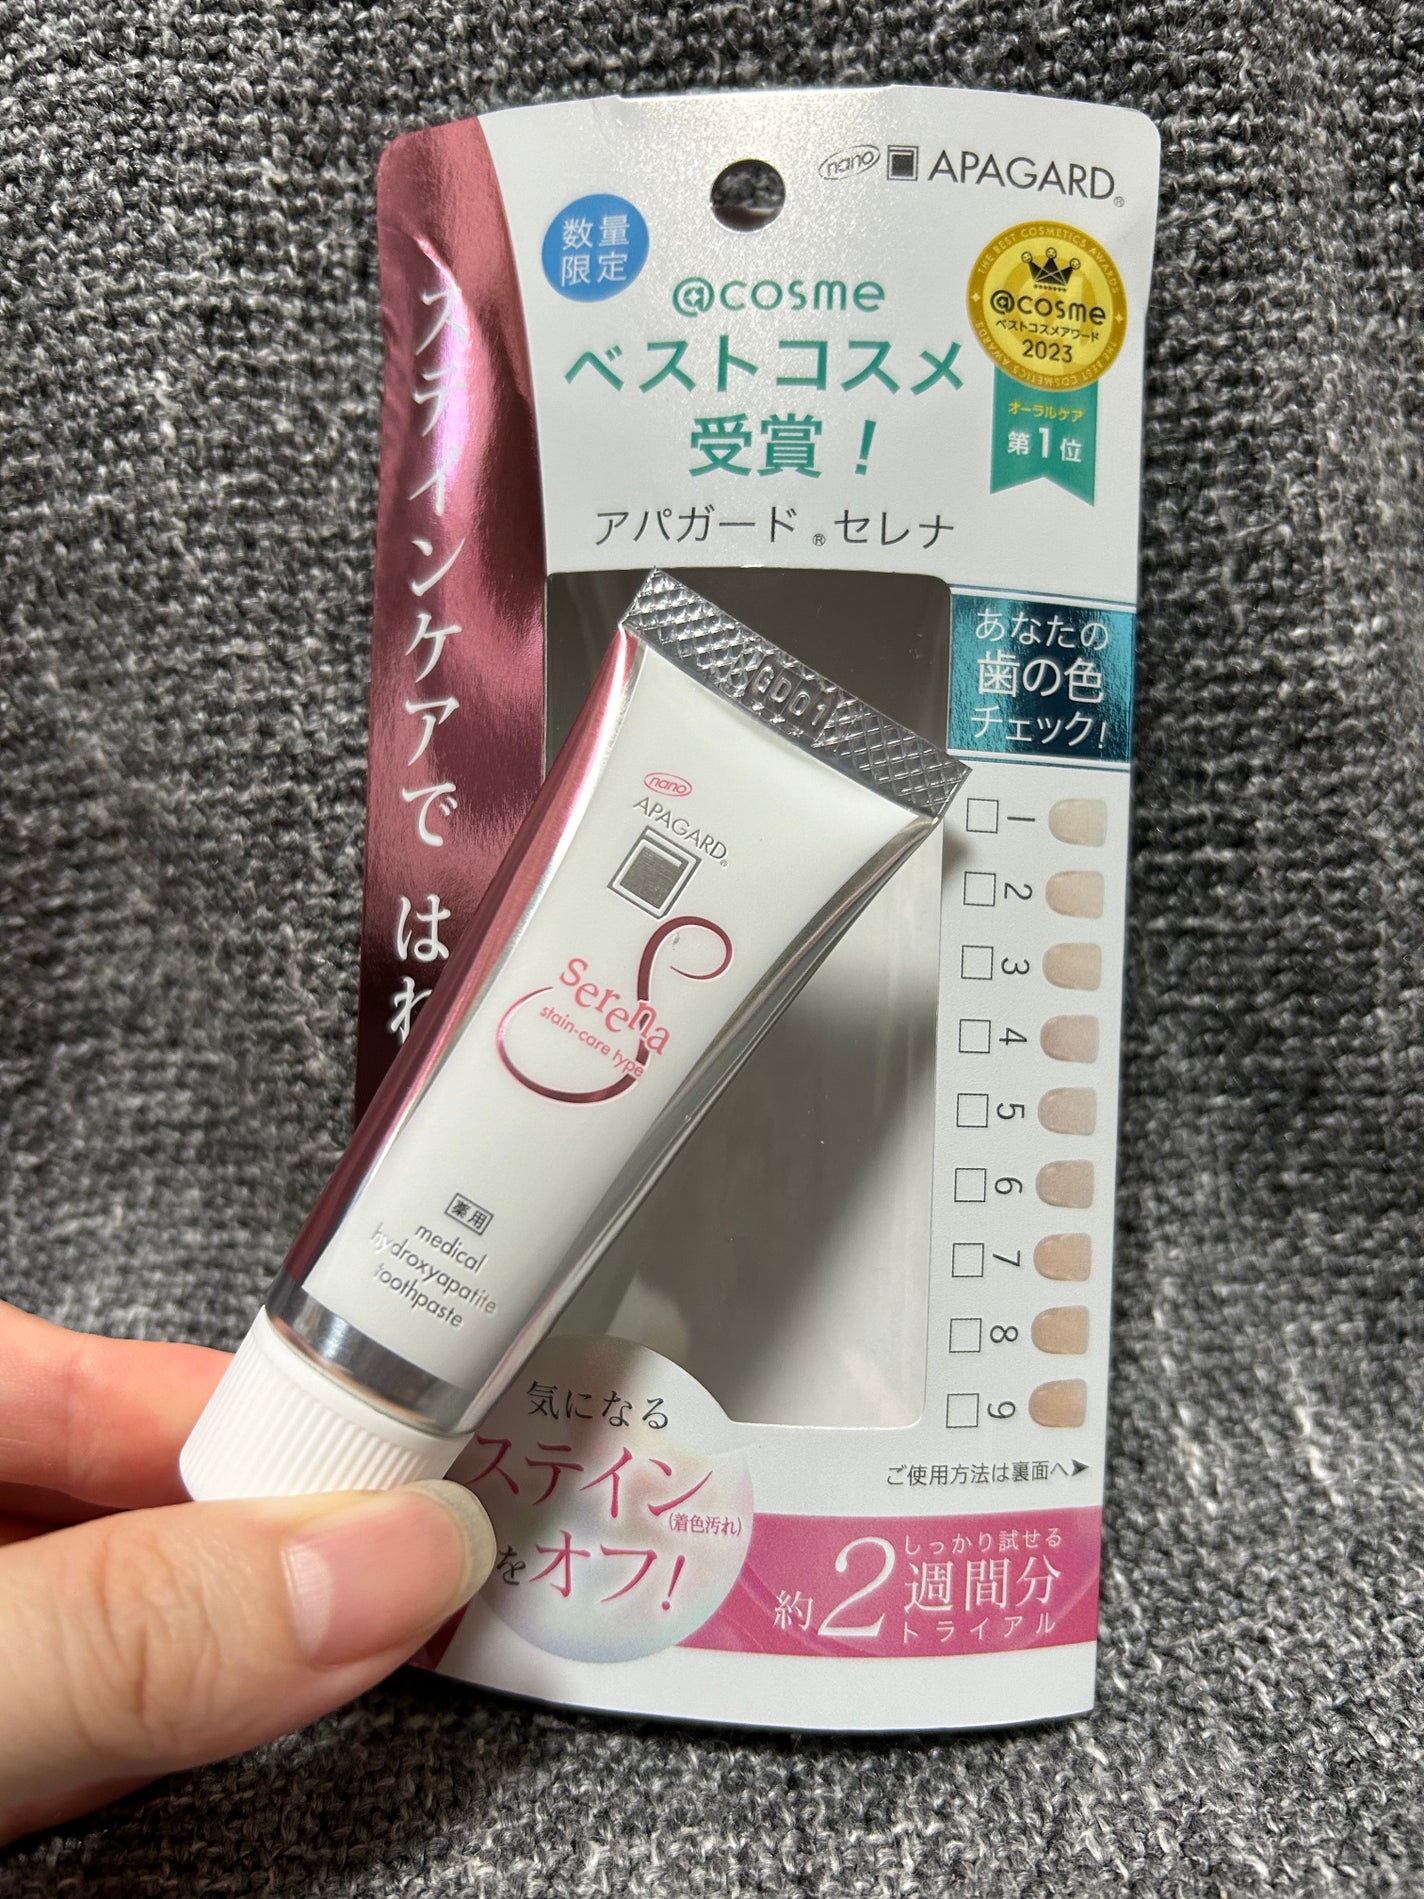 nano APAGARD®
数量
限定
@cosme
ベストコスメ
受賞！
アパガード®セレナ
THE BEST COSMETICS AWARDS
@cosme
ベストコスメアワード
2023
THE BEST COSMETICS AWARDS
オーラルケア
第1位
ステインケアで はれ
あなたの
歯の色
チェック!
1
2
3
4
5
6
7
8
9
ご使用方法は裏面へ➤
GD01
nano
APAGARD®
Serena
stain-care type
薬用
medical
hydroxyapatite
toothpaste
気になる
ステイン
(着色汚れ)
をオフ!
しっかり試せる
約2週間分
トライアル